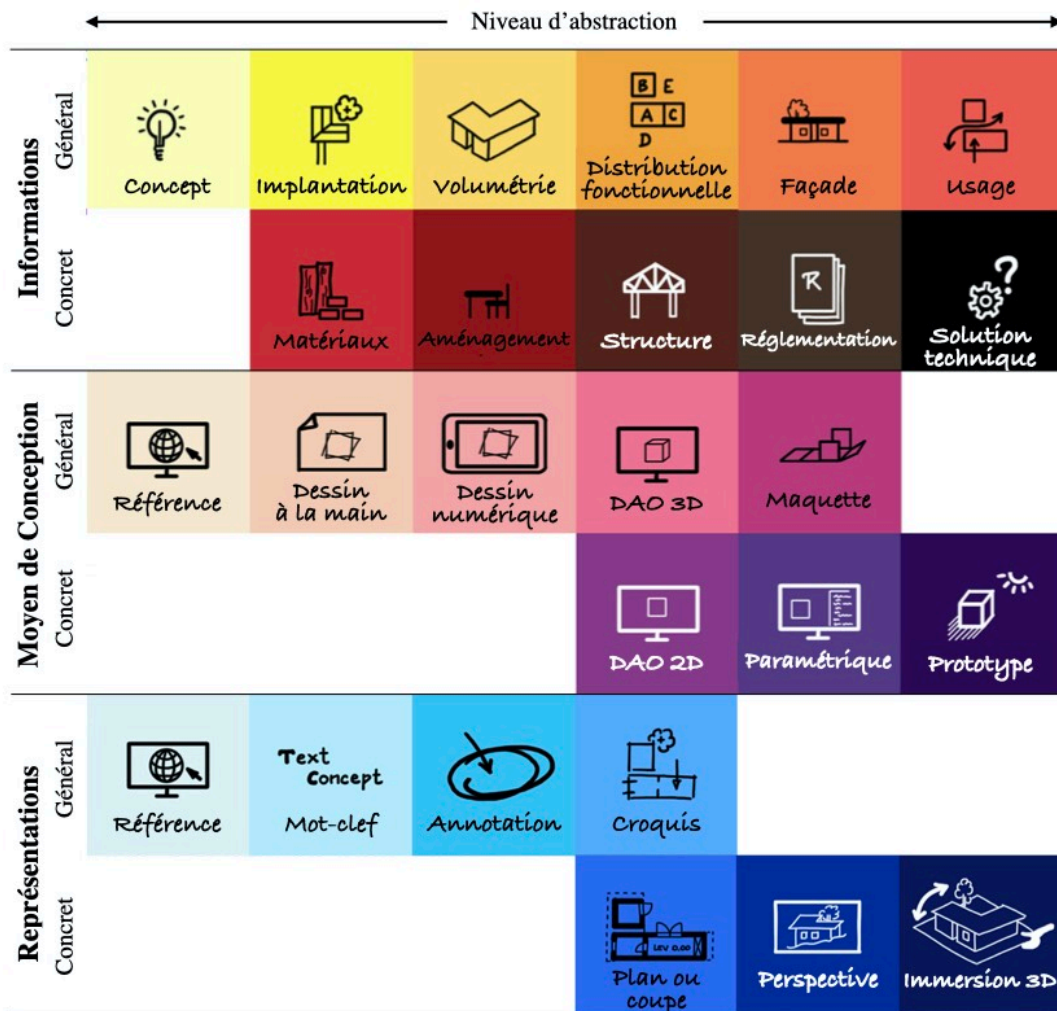 Niveau d'abstraction
Informations
Général
Concept
Implantation
Volumétrie
B E
A C
D
Distribution
fonctionnelle
Façade
Usage
Concret
Matériaux
Aménagement
Structure
R
Réglementation
?
Solution
technique
Moyen de Conception
Général
Référence
Dessin
à la main
Dessin
numérique
DAO 3D
Maquette
Concret
DAO 2D
Paramétrique
Prototype
Représentations
Général
Référence
Text
Concept
Mot-clef
Annotation
Croquis
Concret
LEV 0.00
Plan ou
coupe
Perspective
Immersion 3D